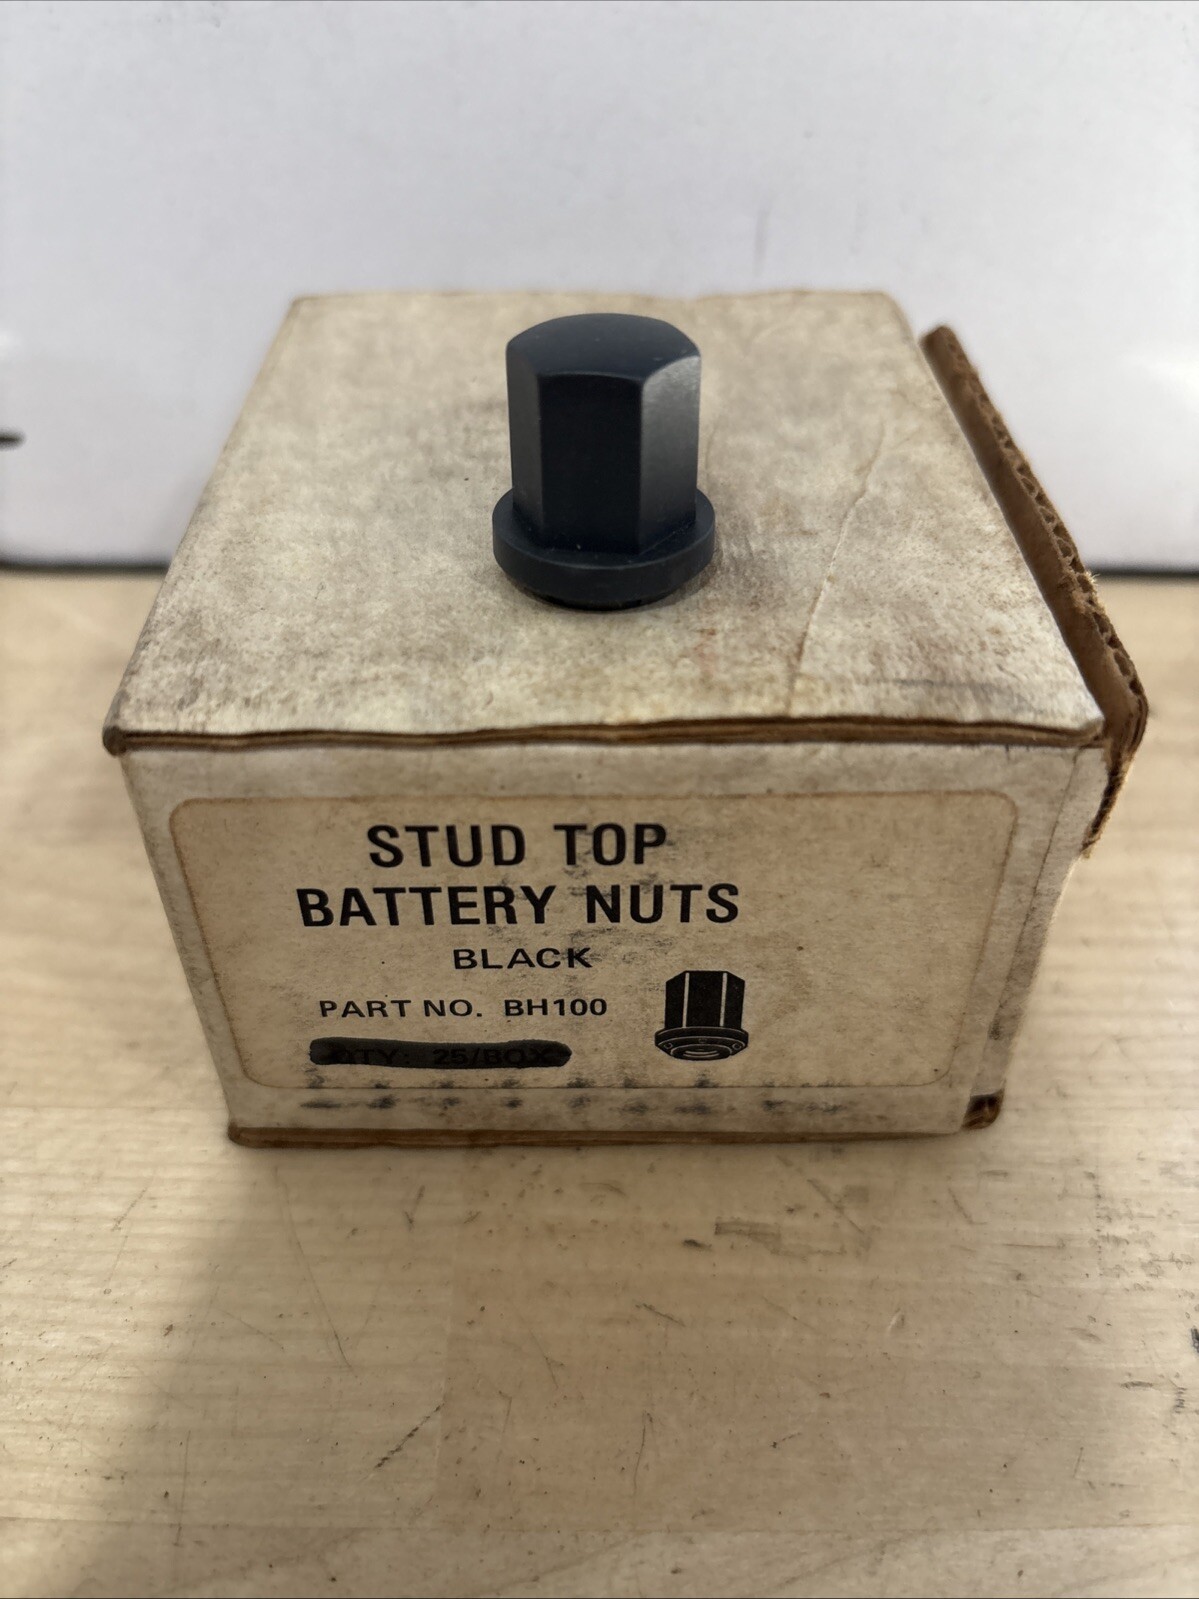 STUD TOP
BATTERY NUTS
BLACK
PART NO. BH100
QTY: 25/BOX